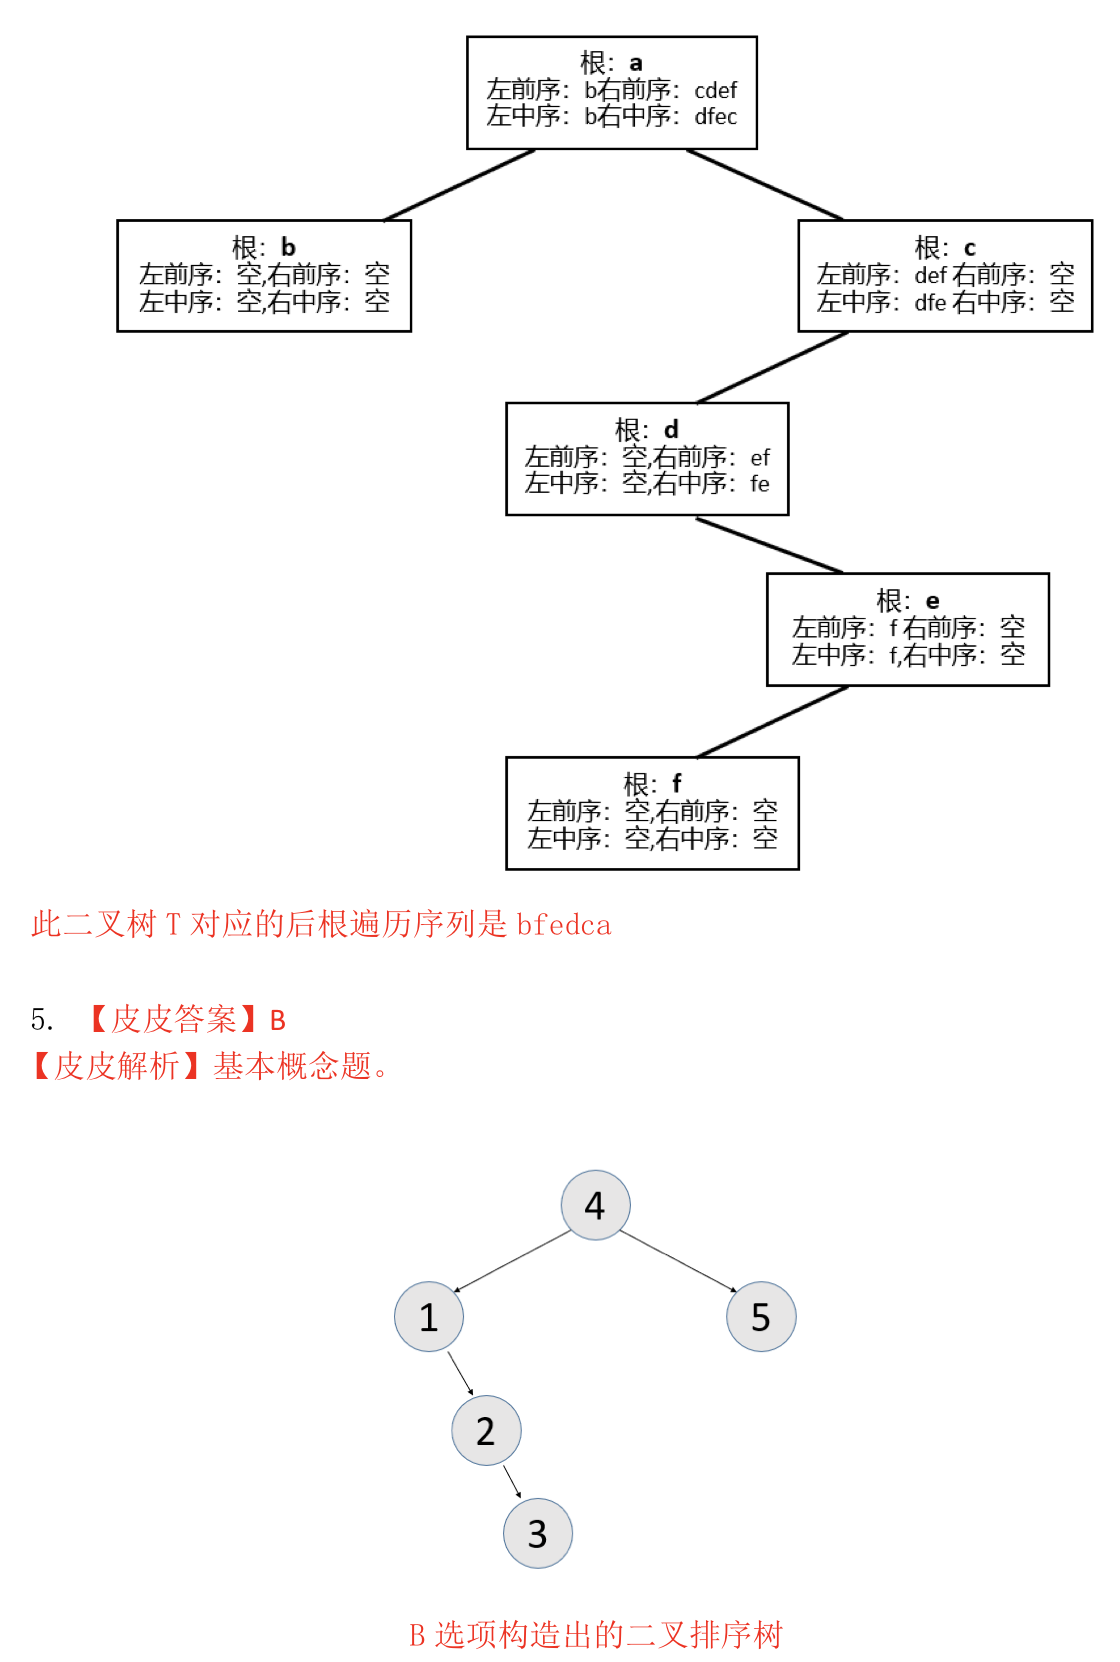 根：a
左前序：b右前序：cdef
左中序：b右中序：dfec
根：b
左前序：空,右前序：空
左中序：空,右中序：空
根：c
左前序：def 右前序：空
左中序：dfe 右中序：空
根：d
左前序：空,右前序：ef
左中序：空,右中序：fe
根：e
左前序：f 右前序：空
左中序：f,右中序：空
根：f
左前序：空,右前序：空
左中序：空,右中序：空
此二叉树 T 对应的后根遍历序列是 bfedca
5. 【皮皮答案】B
【皮皮解析】基本概念题。
4
1
5
2
3
B 选项构造出的二叉排序树